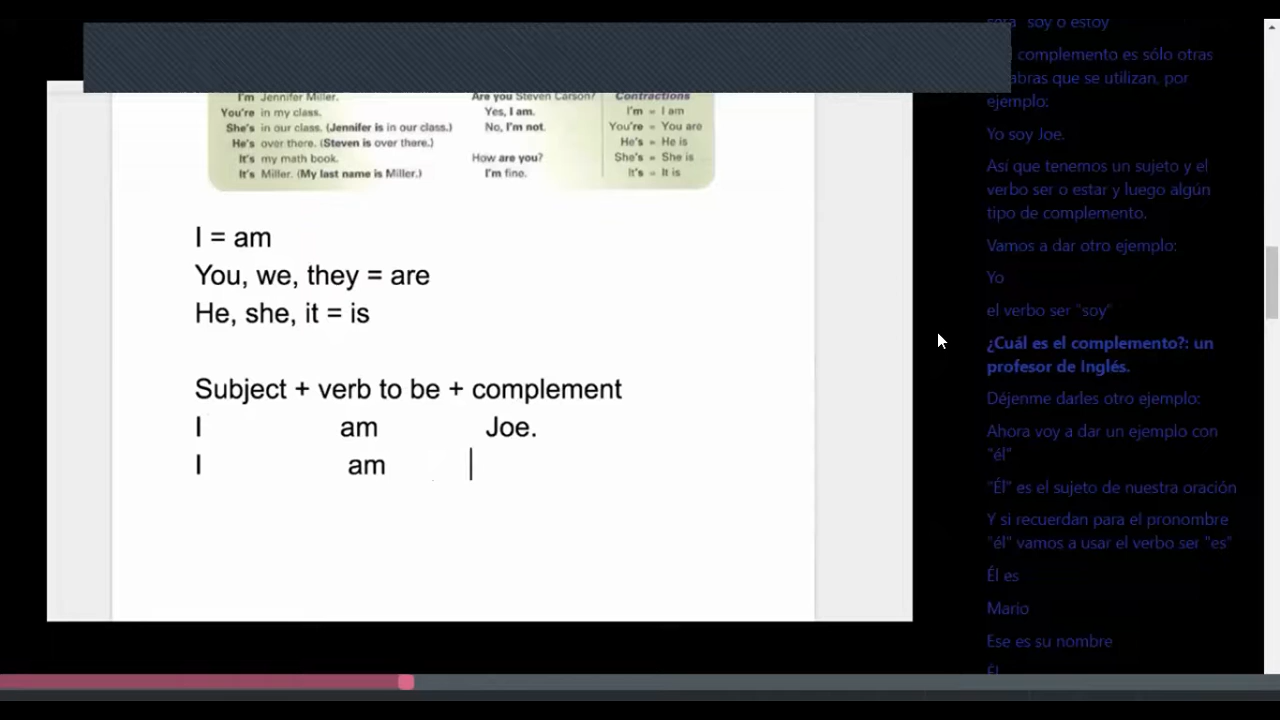 I'm Jennifer Miller.
You're in my class.
She's in our class. (Jennifer is in our class.)
He's over there. (Steven is over there.)
It's my math book.
It's Miller. (My last name is Miller.)
Are you Steven Carson?
Yes, I am.
No, I'm not.
How are you?
I'm fine.
Contractions
I'm = I am
You're = You are
He's = He is
She's = She is
It's = It is
I = am
You, we, they = are
He, she, it = is
Subject + verb to be + complement
I am Joe.
I am
"soy o estoy"
complemento es sólo otras
abras que se utilizan, por
ejemplo:
Yo soy Joe.
Así que tenemos un sujeto y el
verbo ser o estar y luego algún
tipo de complemento.
Vamos a dar otro ejemplo:
Yo
el verbo ser "soy"
¿Cuál es el complemento?: un
profesor de Inglés.
Déjenme darles otro ejemplo:
Ahora voy a dar un ejemplo con
"él"
"Él" es el sujeto de nuestra oración
Y si recuerdan para el pronombre
"él" vamos a usar el verbo ser "es"
Él es
Mario
Ese es su nombre
Él